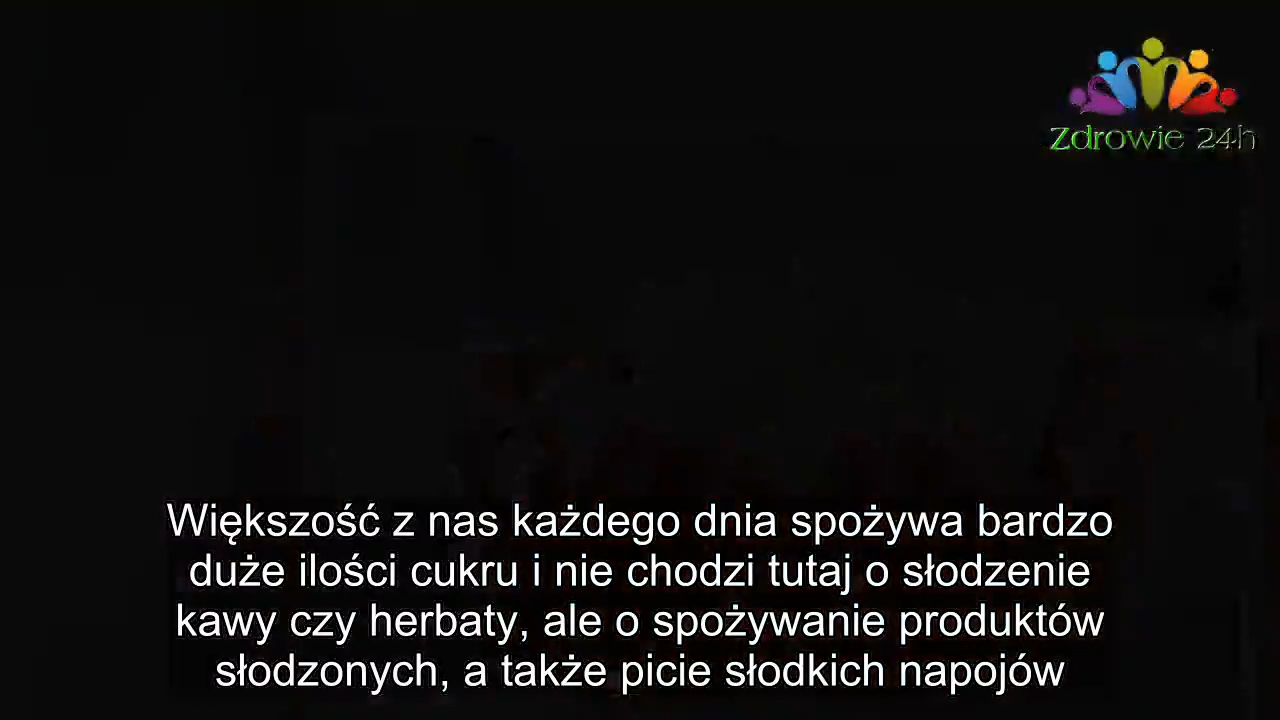 Zdrowie 24h
Większość z nas każdego dnia spożywa bardzo
duże ilości cukru i nie chodzi tutaj o słodzenie
kawy czy herbaty, ale o spożywanie produktów
słodzonych, a także picie słodkich napojów